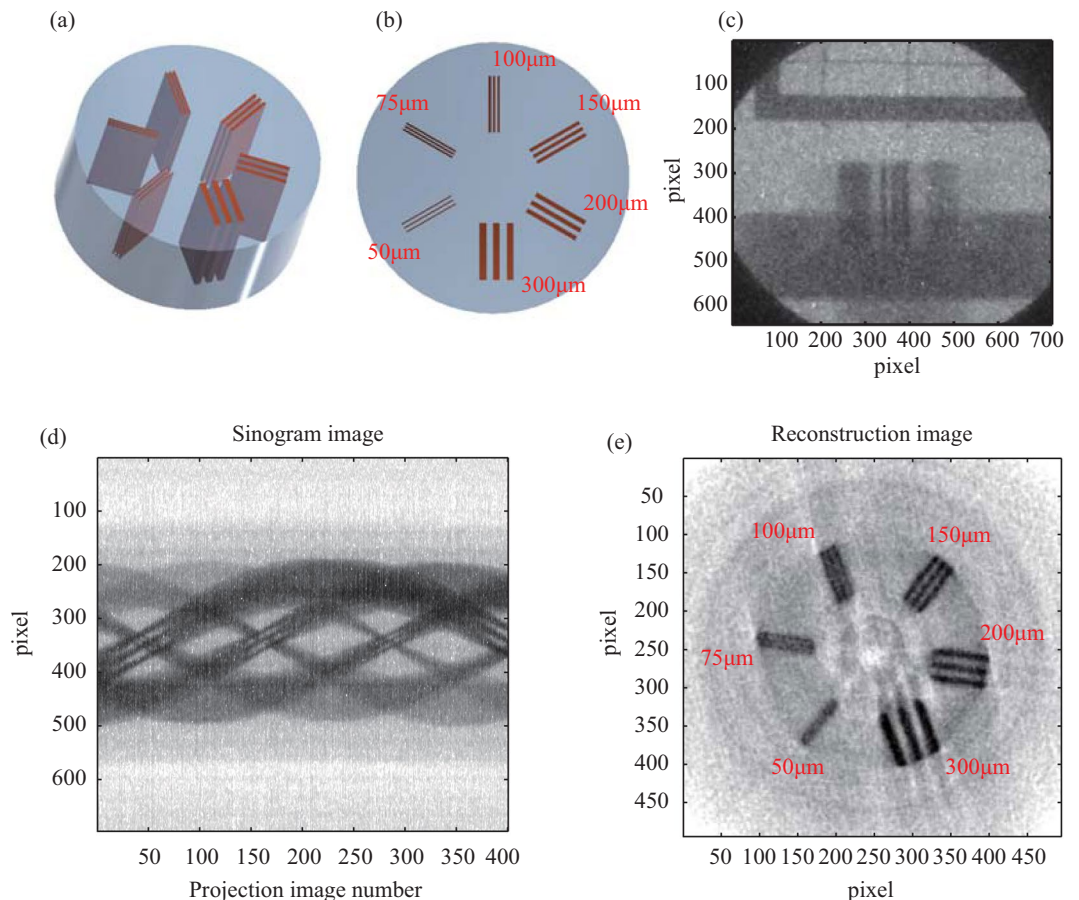 (a)
(b)
100µm
75µm
150µm
200µm
50µm
300µm
(c)
100
200
300
400
500
600
pixel
100 200 300 400 500 600 700
pixel
(d)
Sinogram image
100
200
300
400
500
600
pixel
50 100 150 200 250 300 350 400
Projection image number
(e)
Reconstruction image
50
100
150
200
250
300
350
400
450
pixel
100µm
150µm
200µm
75µm
50µm
300µm
50 100 150 200 250 300 350 400 450
pixel